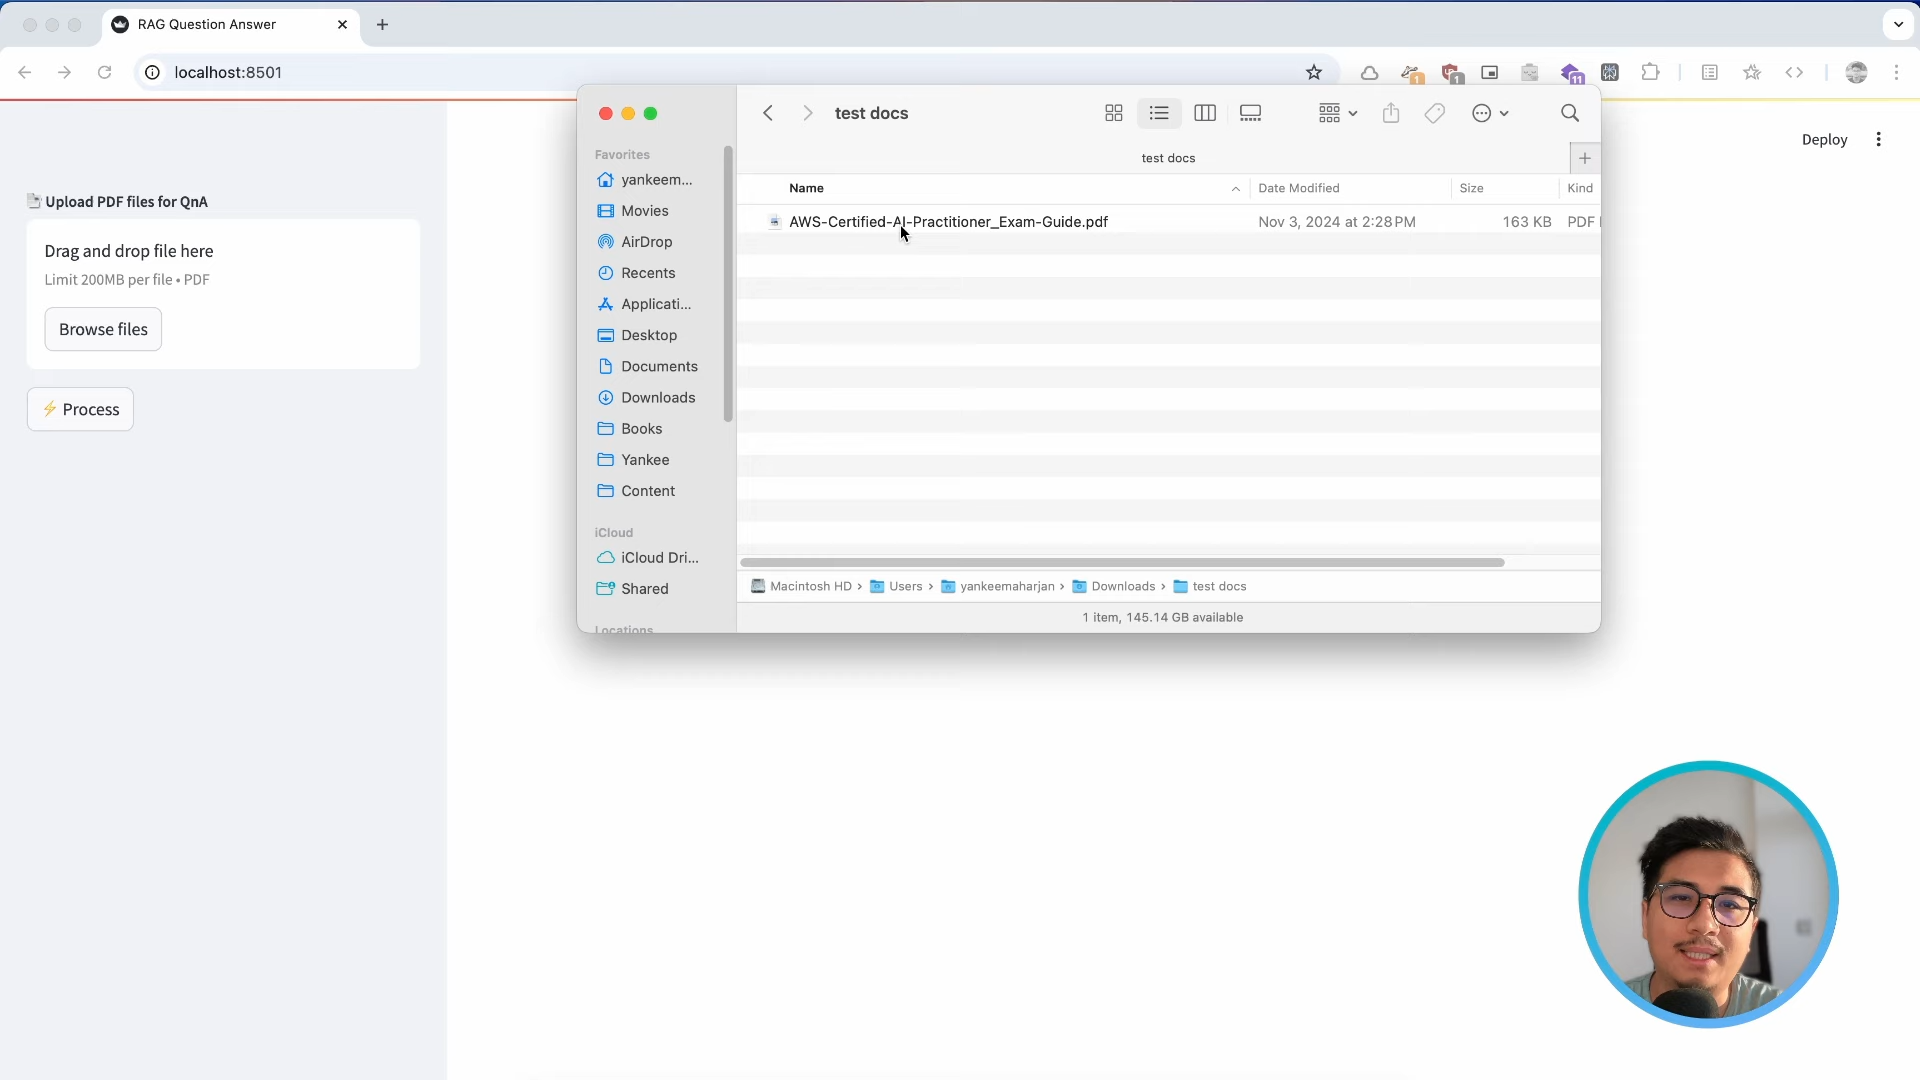 RAG Question Answer
localhost:8501
1
1
11
Deploy
Upload PDF files for QnA
Drag and drop file here
Limit 200MB per file • PDF
Browse files
⚡ Process
test docs
Favorites
yankeem...
Movies
AirDrop
Recents
Applicati...
Desktop
Documents
Downloads
Books
Yankee
Content
iCloud
iCloud Dri...
Shared
Locations
test docs
Name
Date Modified
Size
Kind
AWS-Certified-AI-Practitioner_Exam-Guide.pdf
Nov 3, 2024 at 2:28 PM
163 KB
PDF
Macintosh HD › Users › yankeemaharjan › Downloads › test docs
1 item, 145.14 GB available